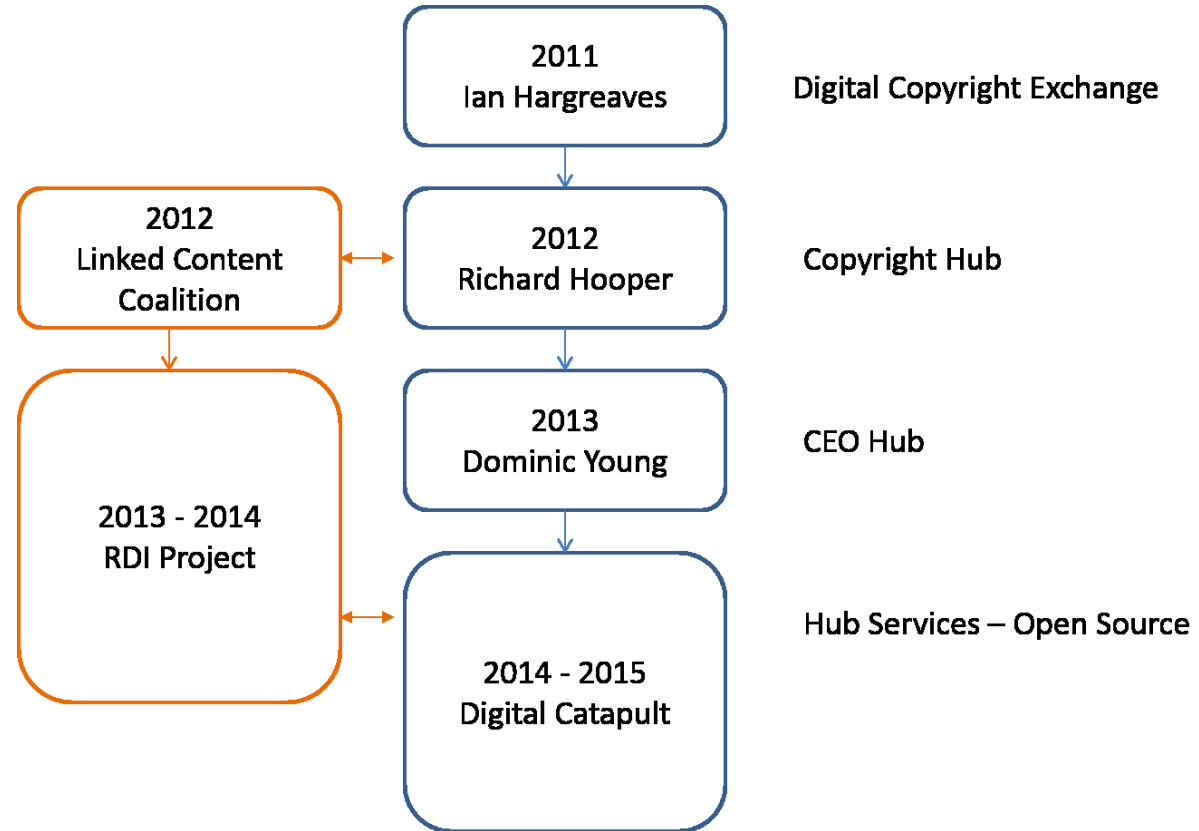 2011
Ian Hargreaves
Digital Copyright Exchange
2012
Linked Content
Coalition
2012
Richard Hooper
Copyright Hub
2013
Dominic Young
CEO Hub
2013 - 2014
RDI Project
2014 - 2015
Digital Catapult
Hub Services – Open Source